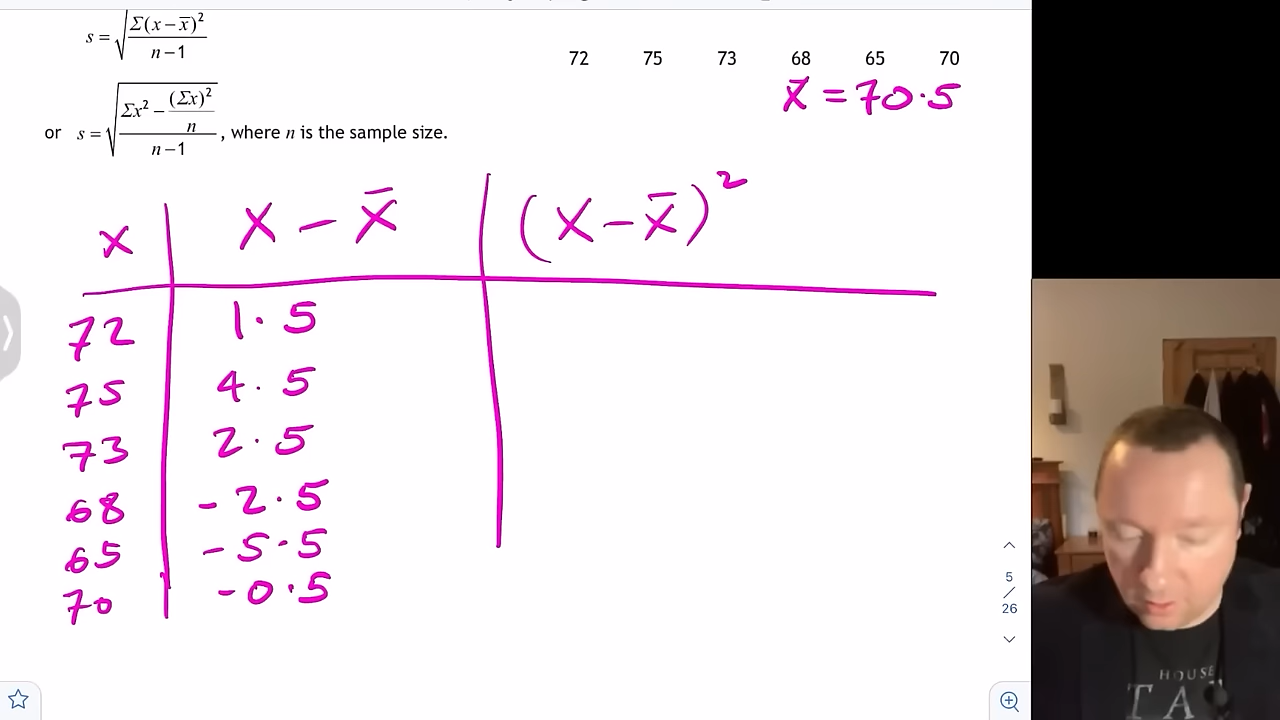 s = √(Σ(x − x̄)² / (n − 1))
72 75 73 68 65 70
x̄ = 70.5
or s = √((Σx² − (Σx)²/n) / (n − 1)) , where n is the sample size.
x | x − x̄ | (x − x̄)²
72 | 1.5
75 | 4.5
73 | 2.5
68 | -2.5
65 | -5.5
70 | -0.5
5
/
26
HOUSE
TA